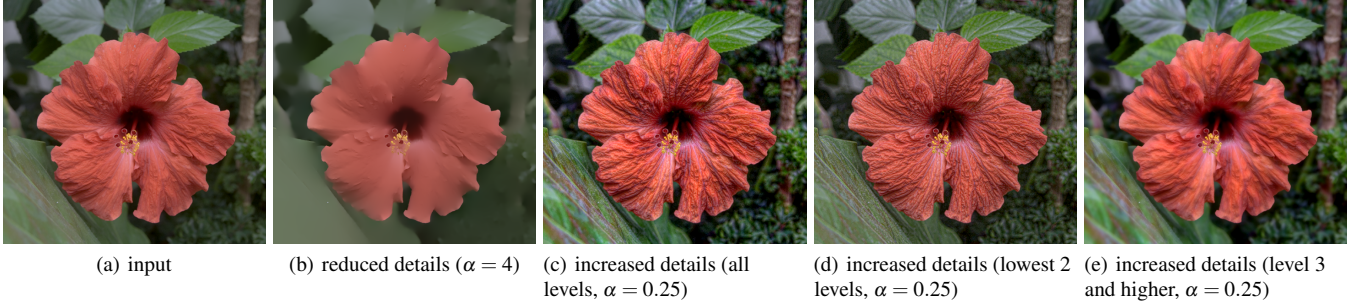 (a) input
(b) reduced details (α = 4)
(c) increased details (all
levels, α = 0.25)
(d) increased details (lowest 2
levels, α = 0.25)
(e) increased details (level 3
and higher, α = 0.25)